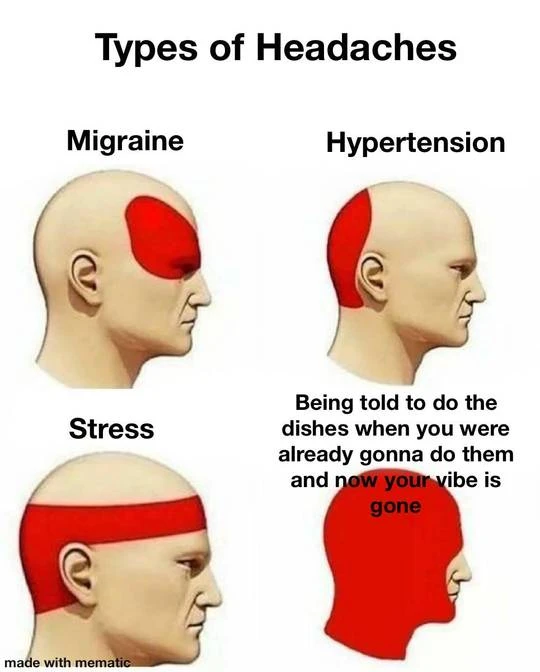 Types of Headaches
Migraine
Hypertension
Stress
Being told to do the
dishes when you were
already gonna do them
and now your vibe is
gone
made with mematic